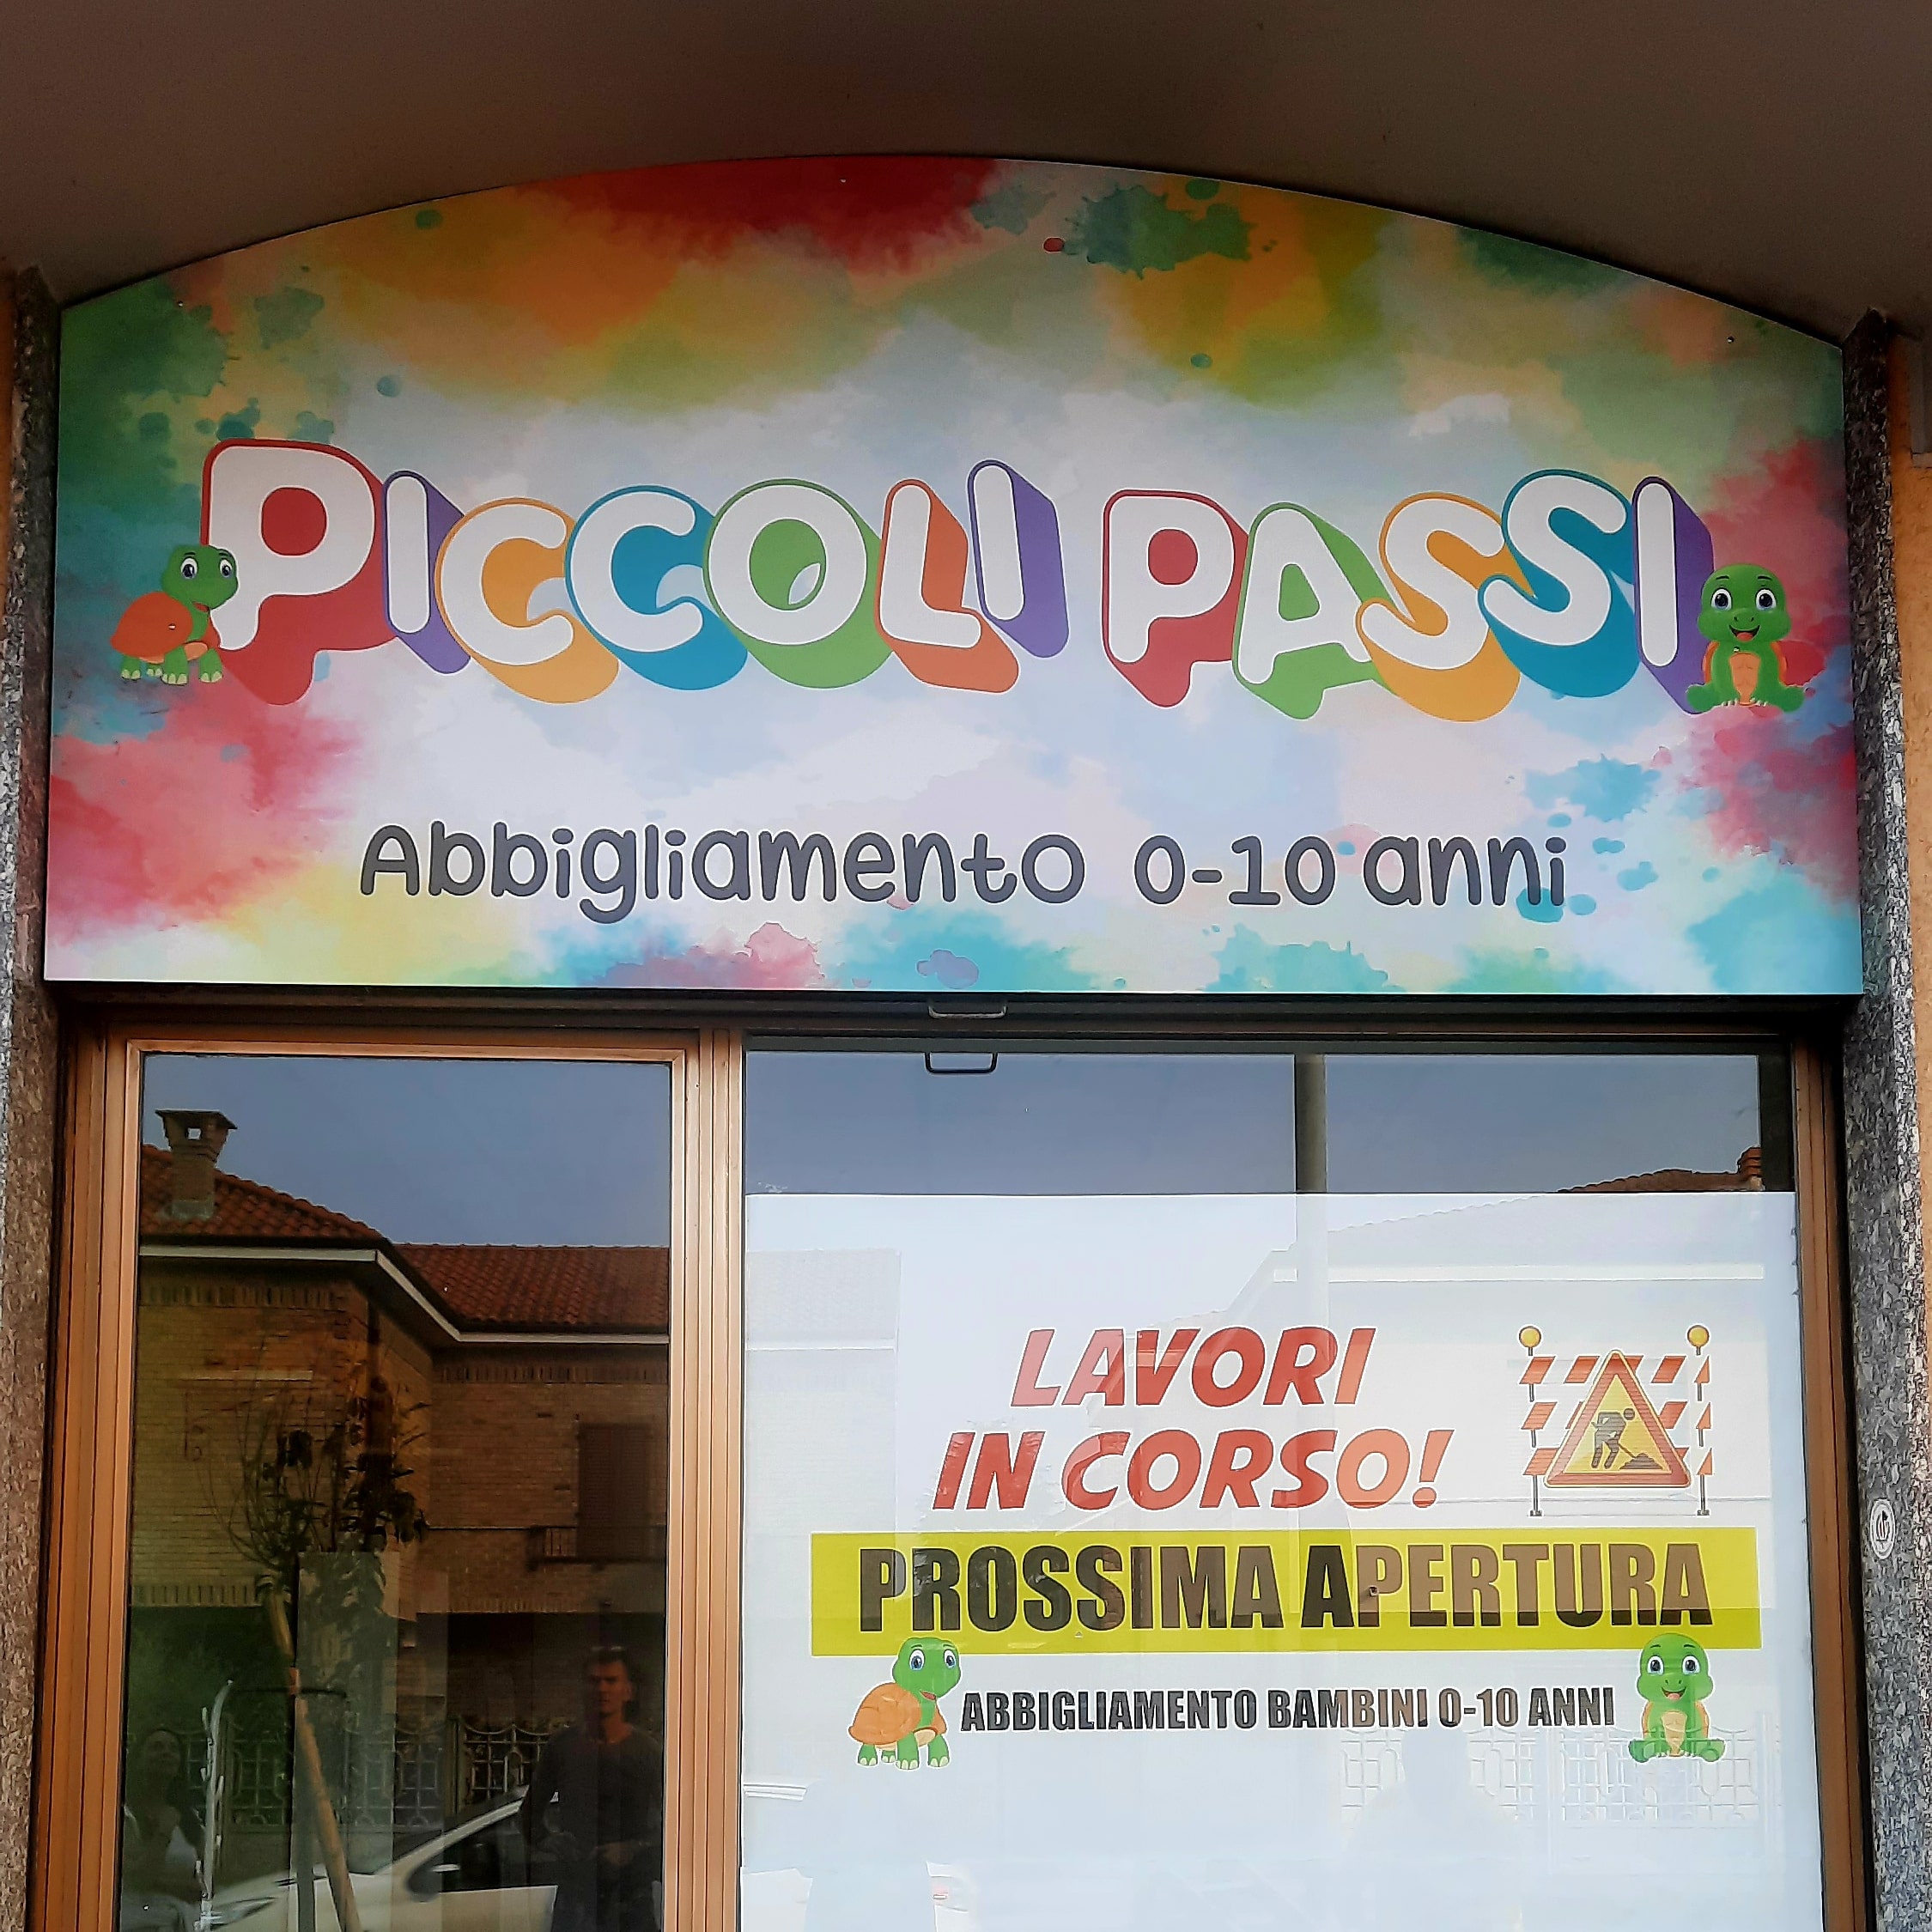 PICCOLI PASSI
Abbigliamento 0-10 anni
LAVORI
IN CORSO!
PROSSIMA APERTURA
ABBIGLIAMENTO BAMBINI 0-10 ANNI